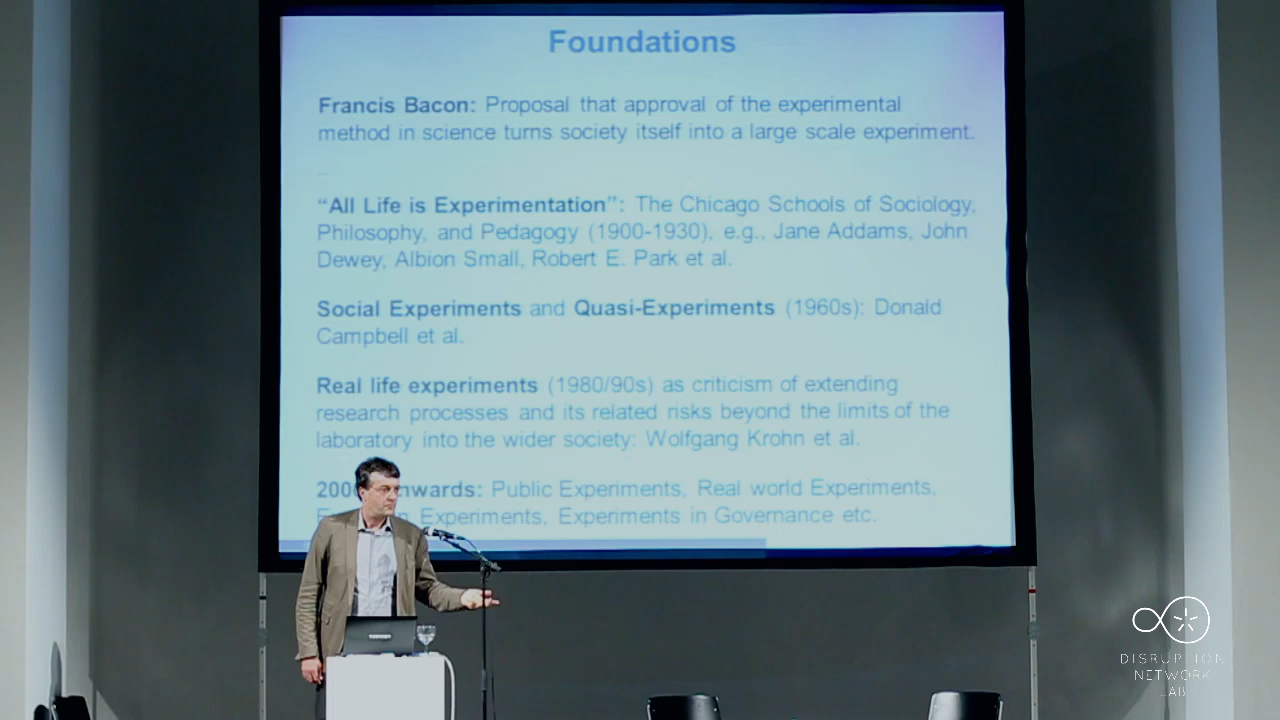 Foundations
Francis Bacon: Proposal that approval of the experimental
method in science turns society itself into a large scale experiment.
“All Life is Experimentation”: The Chicago Schools of Sociology,
Philosophy, and Pedagogy (1900-1930), e.g., Jane Addams, John
Dewey, Albion Small, Robert E. Park et al.
Social Experiments and Quasi-Experiments (1960s): Donald
Campbell et al.
Real life experiments (1980/90s) as criticism of extending
research processes and its related risks beyond the limits of the
laboratory into the wider society: Wolfgang Krohn et al.
Public Experiments, Real world Experiments,
Experiments, Experiments in Governance etc.
DISRUPTION
NETWORK
LAB